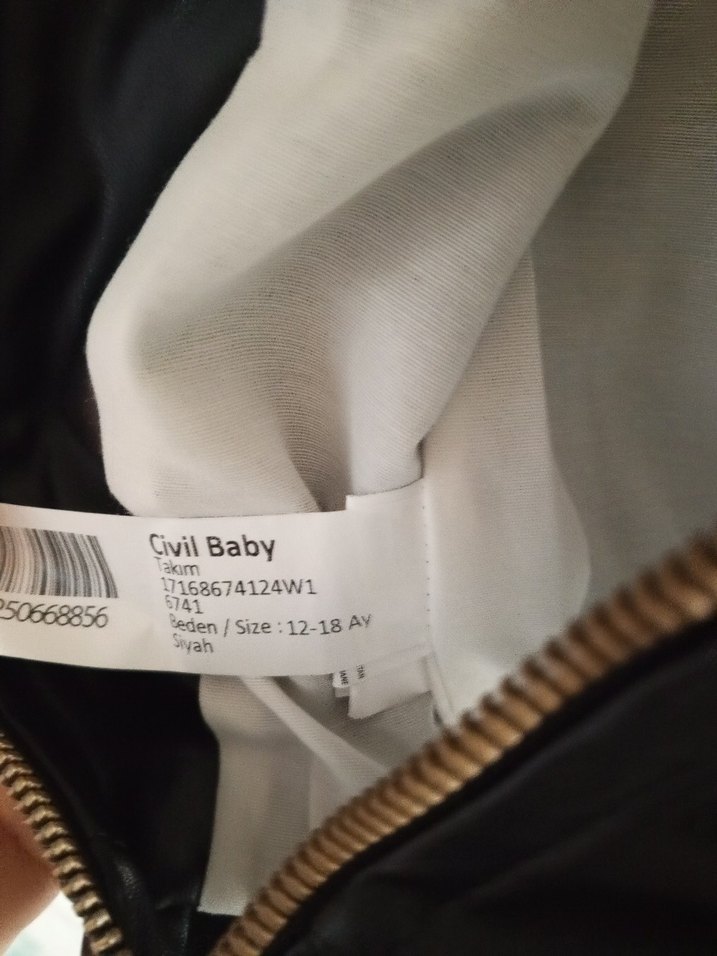 Civil Baby
Takım
17168674124W1
6741
Beden / Size : 12-18 Ay
Siyah
250668856